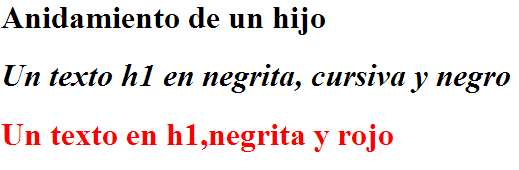 Anidamiento de un hijo
Un texto h1 en negrita, cursiva y negro
Un texto en h1,negrita y rojo